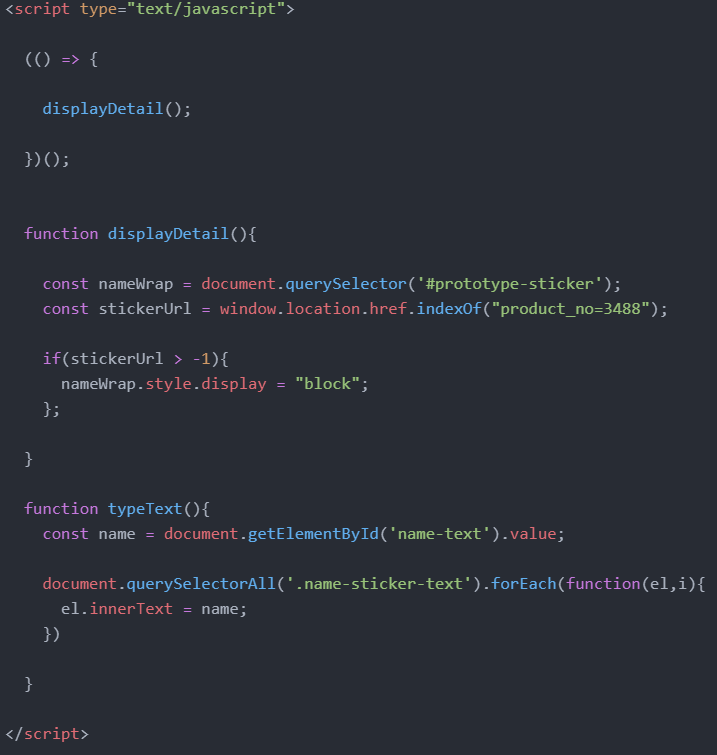 <script type="text/javascript">
(() => {
displayDetail();
})();
function displayDetail(){
const nameWrap = document.querySelector('#prototype-sticker');
const stickerUrl = window.location.href.indexOf("product_no=3488");
if(stickerUrl > -1){
nameWrap.style.display = "block";
};
}
function typeText(){
const name = document.getElementById('name-text').value;
document.querySelectorAll('.name-sticker-text').forEach(function(el,i){
el.innerText = name;
})
}
</script>